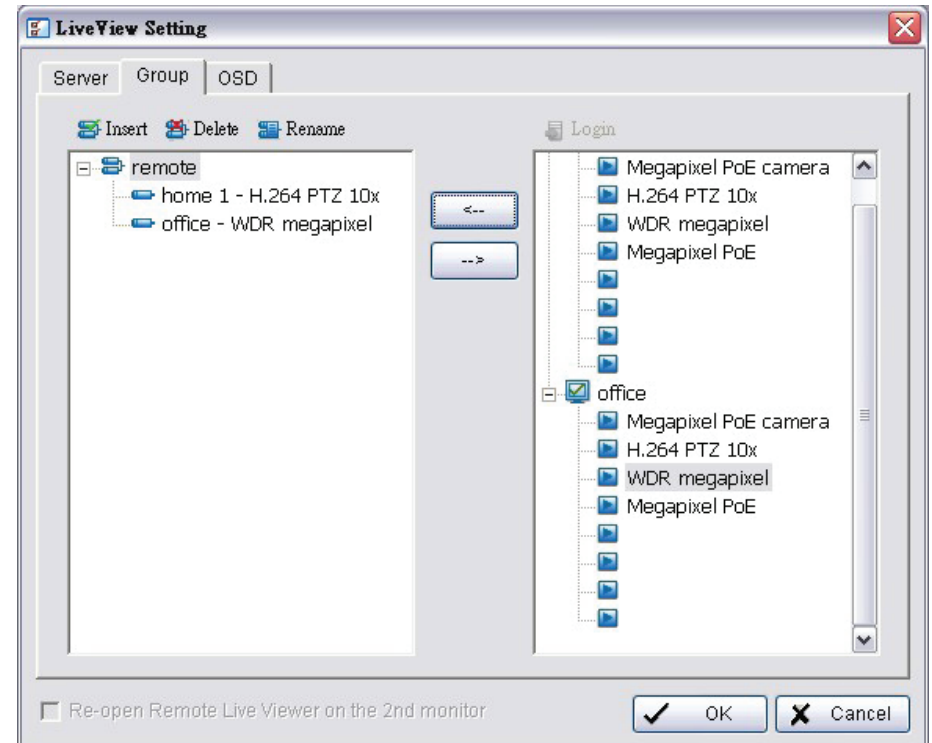 LiveView Setting
Server Group OSD
Insert Delete Rename
Login
remote
home 1 - H.264 PTZ 10x
office - WDR megapixel
<--
-->
Megapixel PoE camera
H.264 PTZ 10x
WDR megapixel
Megapixel PoE
office
Megapixel PoE camera
H.264 PTZ 10x
WDR megapixel
Megapixel PoE
Re-open Remote Live Viewer on the 2nd monitor
OK Cancel